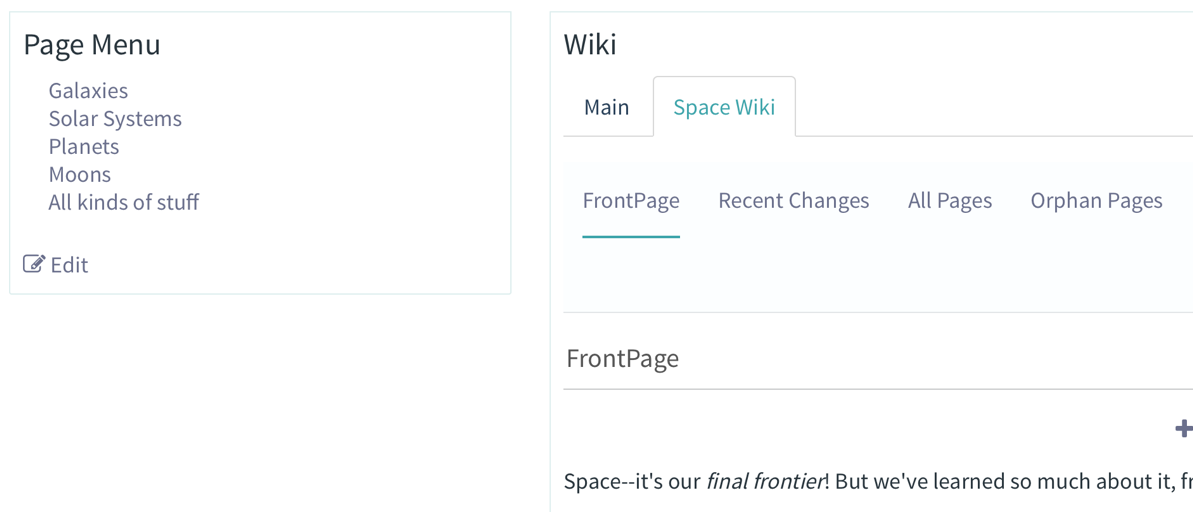 Page Menu
Galaxies
Solar Systems
Planets
Moons
All kinds of stuff
Edit
Wiki
Main Space Wiki
FrontPage Recent Changes All Pages Orphan Pages
FrontPage
Space--it's our final frontier! But we've learned so much about it,